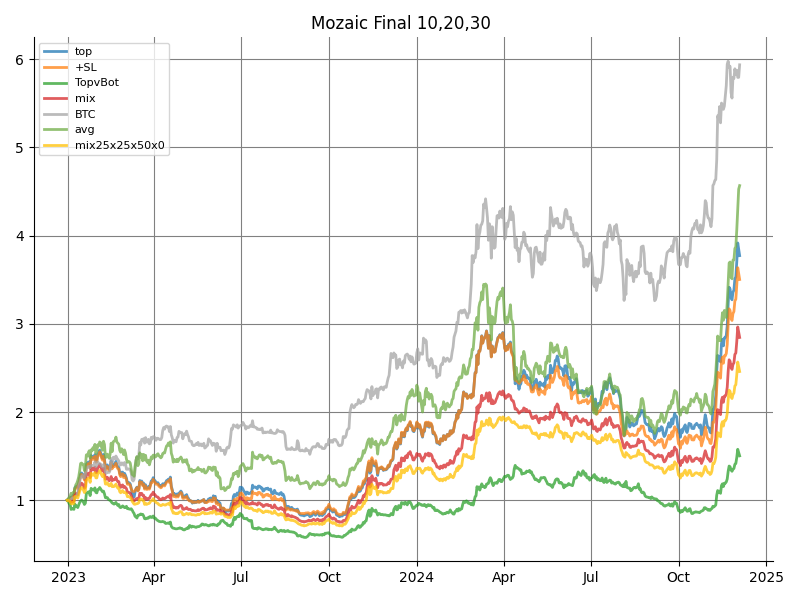 Mozaic Final 10,20,30
top
+SL
TopvBot
mix
BTC
avg
mix25x25x50x0
6
5
4
3
2
1
2023 Apr Jul Oct 2024 Apr Jul Oct 2025